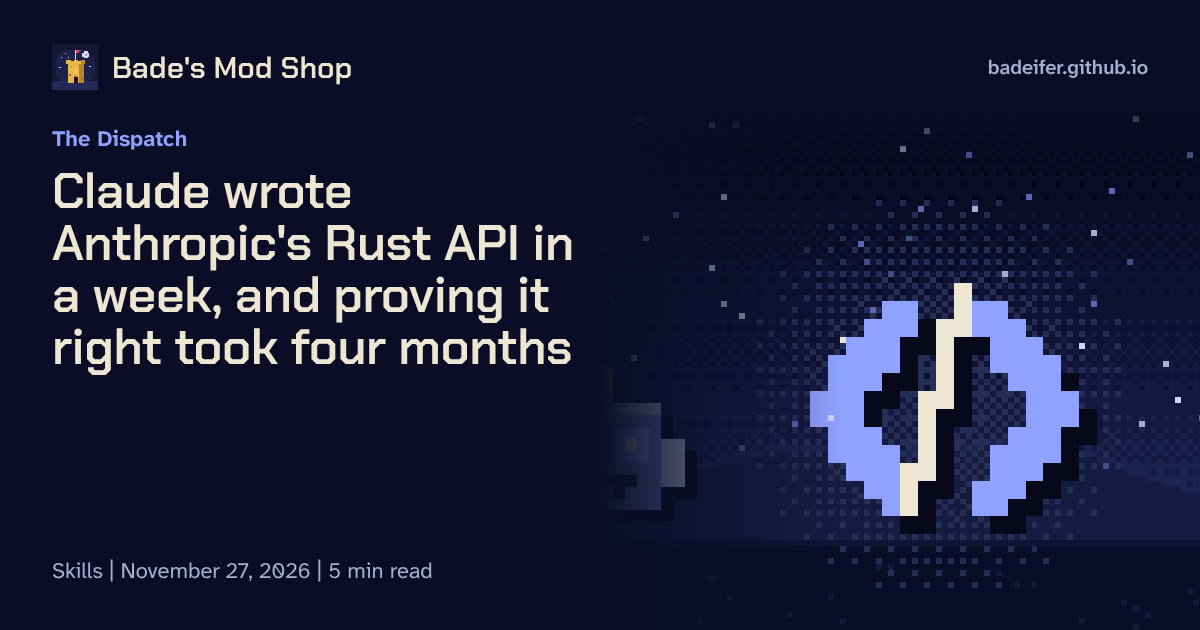 Bade's Mod Shop
badeifer.github.io
The Dispatch
Claude wrote
Anthropic's Rust API in
a week, and proving it
right took four months
Skills | November 27, 2026 | 5 min read